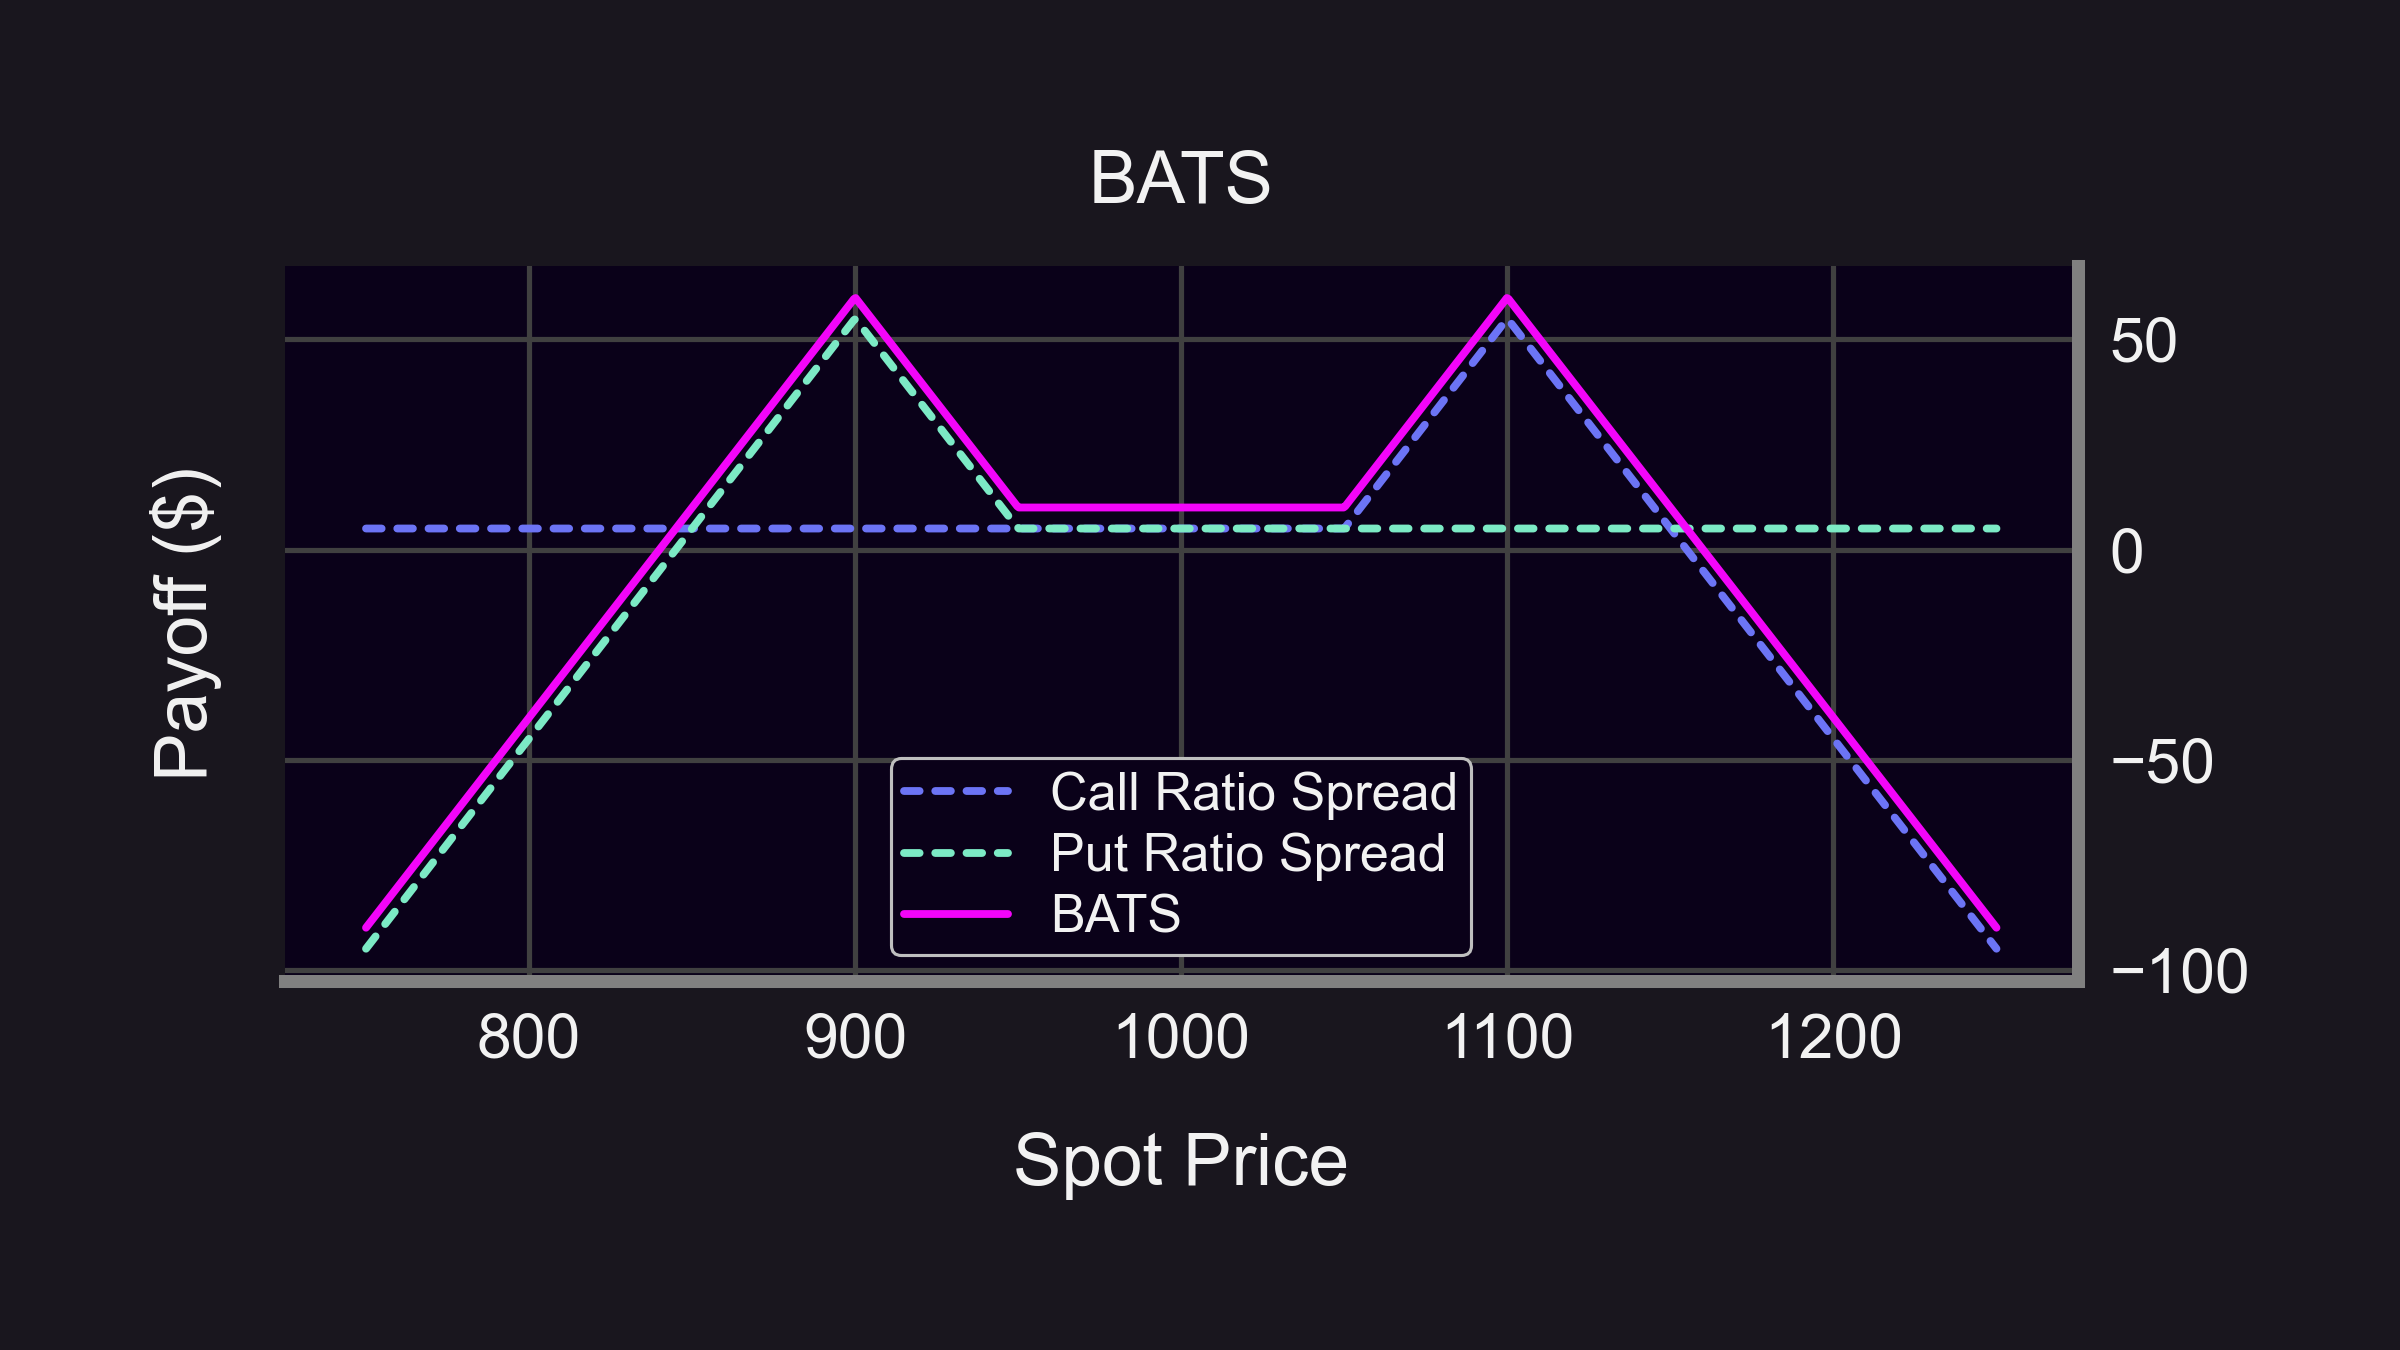 BATS
Payoff ($)
50
0
−50
−100
Call Ratio Spread
Put Ratio Spread
BATS
800
900
1000
1100
1200
Spot Price